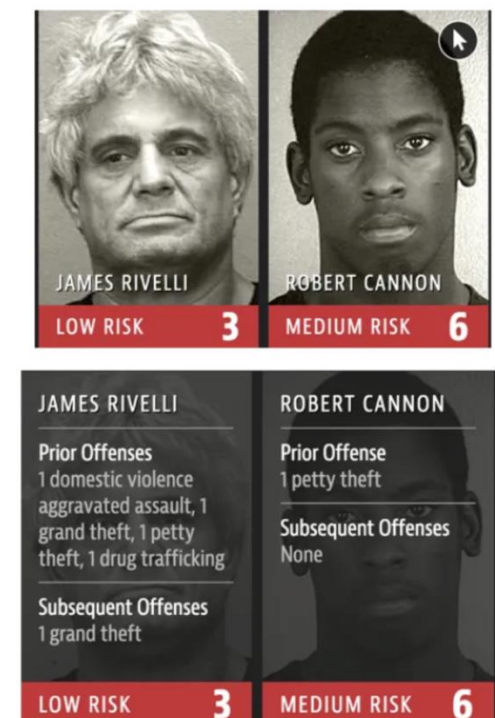 JAMES RIVELLI
LOW RISK 3
ROBERT CANNON
MEDIUM RISK 6
JAMES RIVELLI
Prior Offenses
1 domestic violence
aggravated assault, 1
grand theft, 1 petty
theft, 1 drug trafficking
Subsequent Offenses
1 grand theft
LOW RISK 3
ROBERT CANNON
Prior Offense
1 petty theft
Subsequent Offenses
None
MEDIUM RISK 6